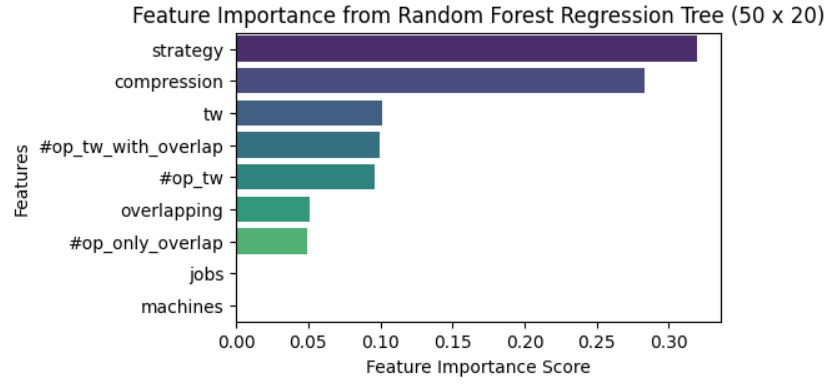 Feature Importance from Random Forest Regression Tree (50 x 20)
strategy
compression
tw
#op_tw_with_overlap
#op_tw
overlapping
#op_only_overlap
jobs
machines
Features
0.00 0.05 0.10 0.15 0.20 0.25 0.30
Feature Importance Score